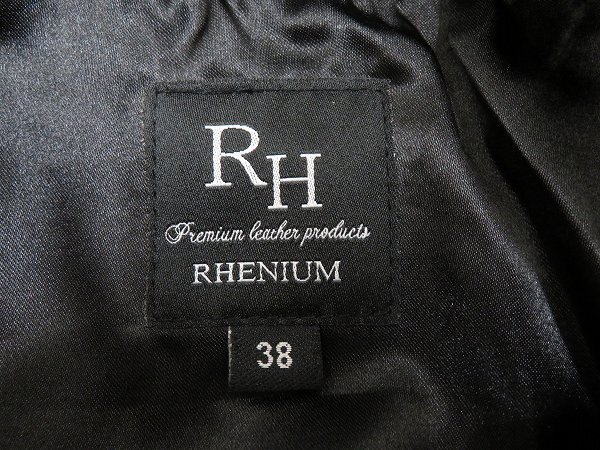 RH
Premium leather products
RHENIUM
38